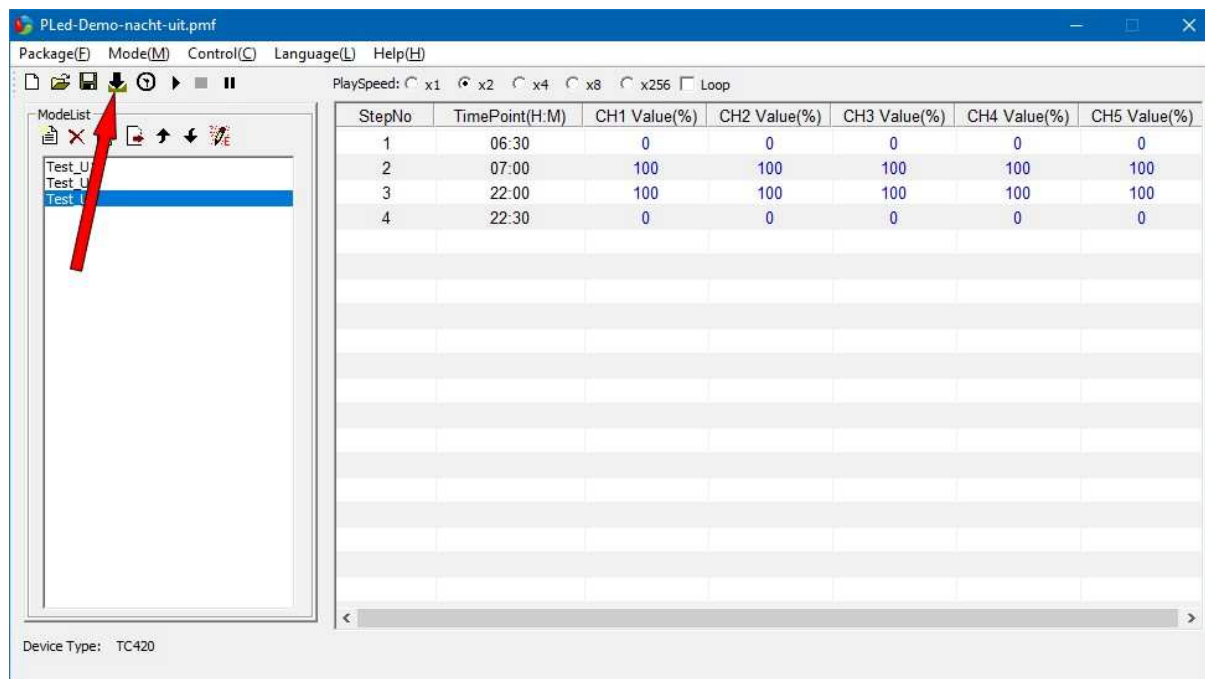 PLed-Demo-nacht-uit.pmf
Package(F) Mode(M) Control(C) Language(L) Help(H)
PlaySpeed: x1 x2 x4 x8 x256 Loop
ModeList
Test_U
Test_U
Test_U
StepNo TimePoint(H:M) CH1 Value(%) CH2 Value(%) CH3 Value(%) CH4 Value(%) CH5 Value(%)
1 06:30 0 0 0 0 0
2 07:00 100 100 100 100 100
3 22:00 100 100 100 100 100
4 22:30 0 0 0 0 0
Device Type: TC420